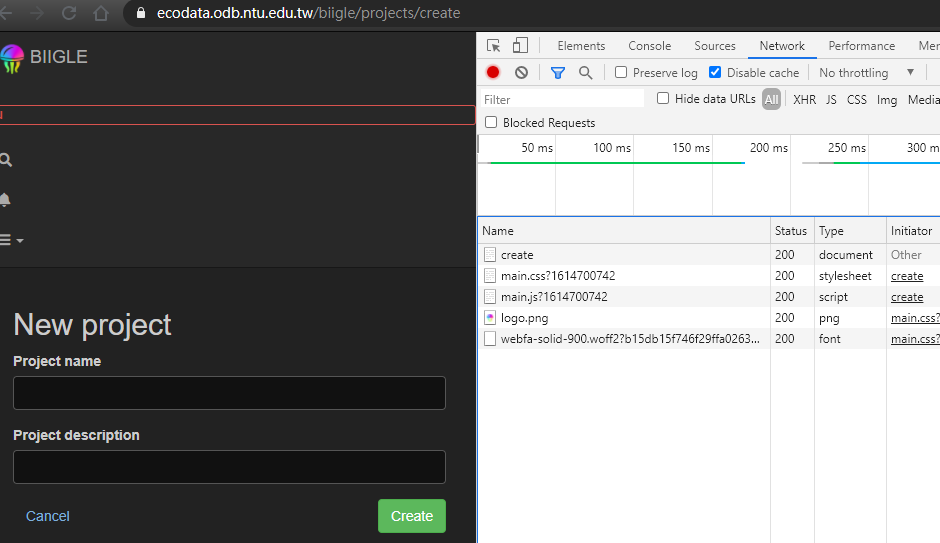 ecodata.odb.ntu.edu.tw/biigle/projects/create
BIIGLE
New project
Project name
Project description
Cancel Create
Elements Console Sources Network Performance Mer
Preserve log Disable cache No throttling
Filter Hide data URLs All XHR JS CSS Img Media
Blocked Requests
50 ms 100 ms 150 ms 200 ms 250 ms 300 m
Name Status Type Initiator
create 200 document Other
main.css?1614700742 200 stylesheet create
main.js?1614700742 200 script create
logo.png 200 png main.css?
webfa-solid-900.woff2?b15db15f746f29ffa0263... 200 font main.css?